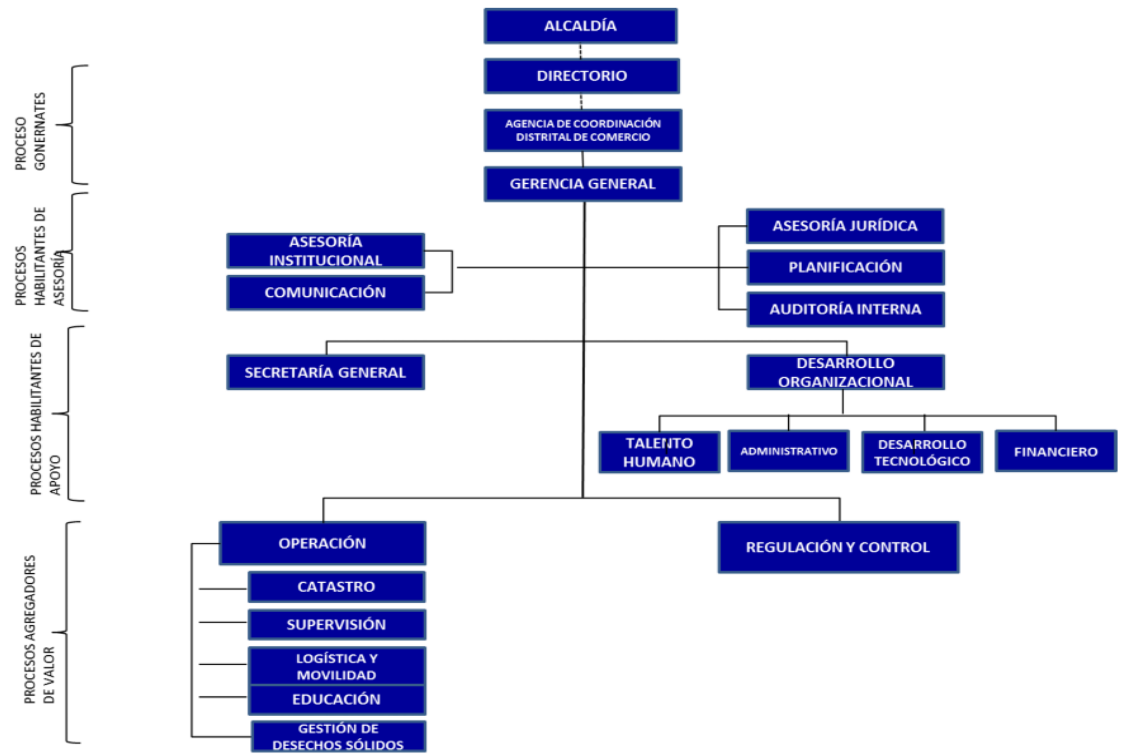 ALCALDÍA
DIRECTORIO
AGENCIA DE COORDINACIÓN
DISTRITAL DE COMERCIO
GERENCIA GENERAL
PROCESO
GONERNATES
ASESORÍA
INSTITUCIONAL
COMUNICACIÓN
ASESORÍA JURÍDICA
PLANIFICACIÓN
AUDITORÍA INTERNA
PROCESOS
HABILITANTES DE
ASESORÍA
SECRETARÍA GENERAL
DESARROLLO
ORGANIZACIONAL
TALENTO
HUMANO
ADMINISTRATIVO
DESARROLLO
TECNOLÓGICO
FINANCIERO
PROCESOS HABILITANTES DE
APOYO
OPERACIÓN
REGULACIÓN Y CONTROL
CATASTRO
SUPERVISIÓN
LOGÍSTICA Y
MOVILIDAD
EDUCACIÓN
GESTIÓN DE
DESECHOS SÓLIDOS
PROCESOS AGREGADORES
DE VALOR